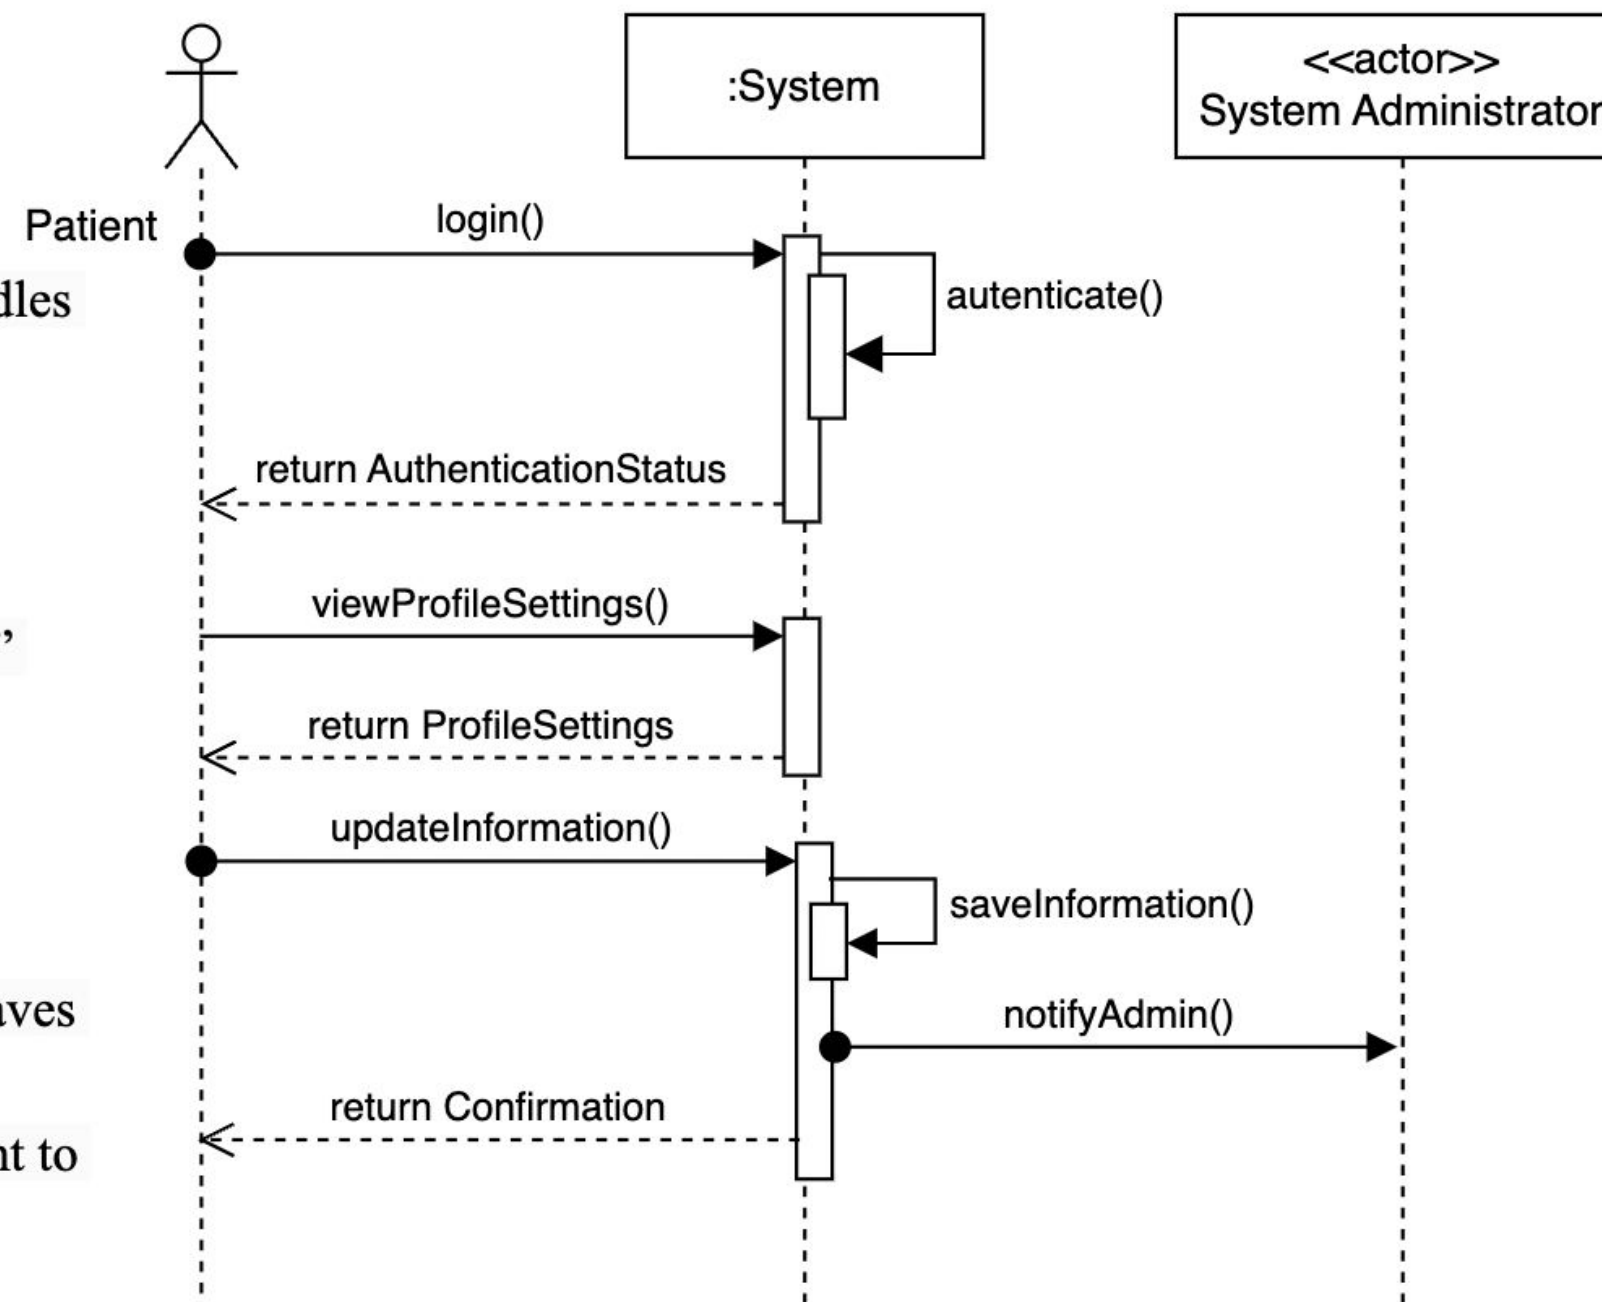 :System
<<actor>>
System Administrator
Patient
login()
dles
autenticate()
return AuthenticationStatus
viewProfileSettings()
,
return ProfileSettings
updateInformation()
saveInformation()
aves
notifyAdmin()
return Confirmation
nt to